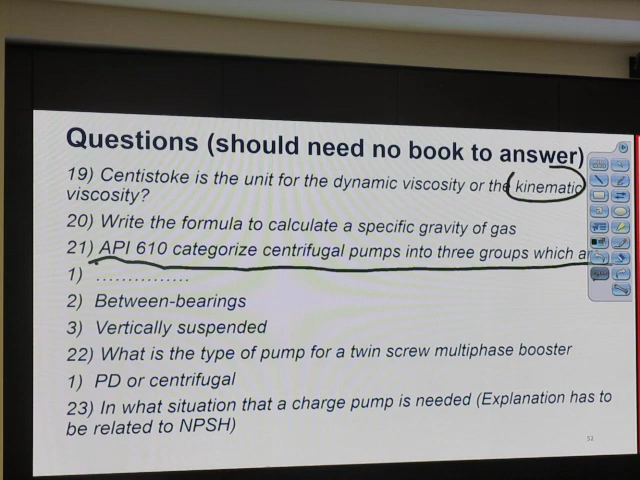 Questions (should need no book to answer)
19) Centistoke is the unit for the dynamic viscosity or the kinematic
viscosity?
20) Write the formula to calculate a specific gravity of gas
21) API 610 categorize centrifugal pumps into three groups which
1) ...............
2) Between-bearings
3) Vertically suspended
22) What is the type of pump for a twin screw multiphase booster
1) PD or centrifugal
23) In what situation that a charge pump is needed (Explanation has to
be related to NPSH)
52